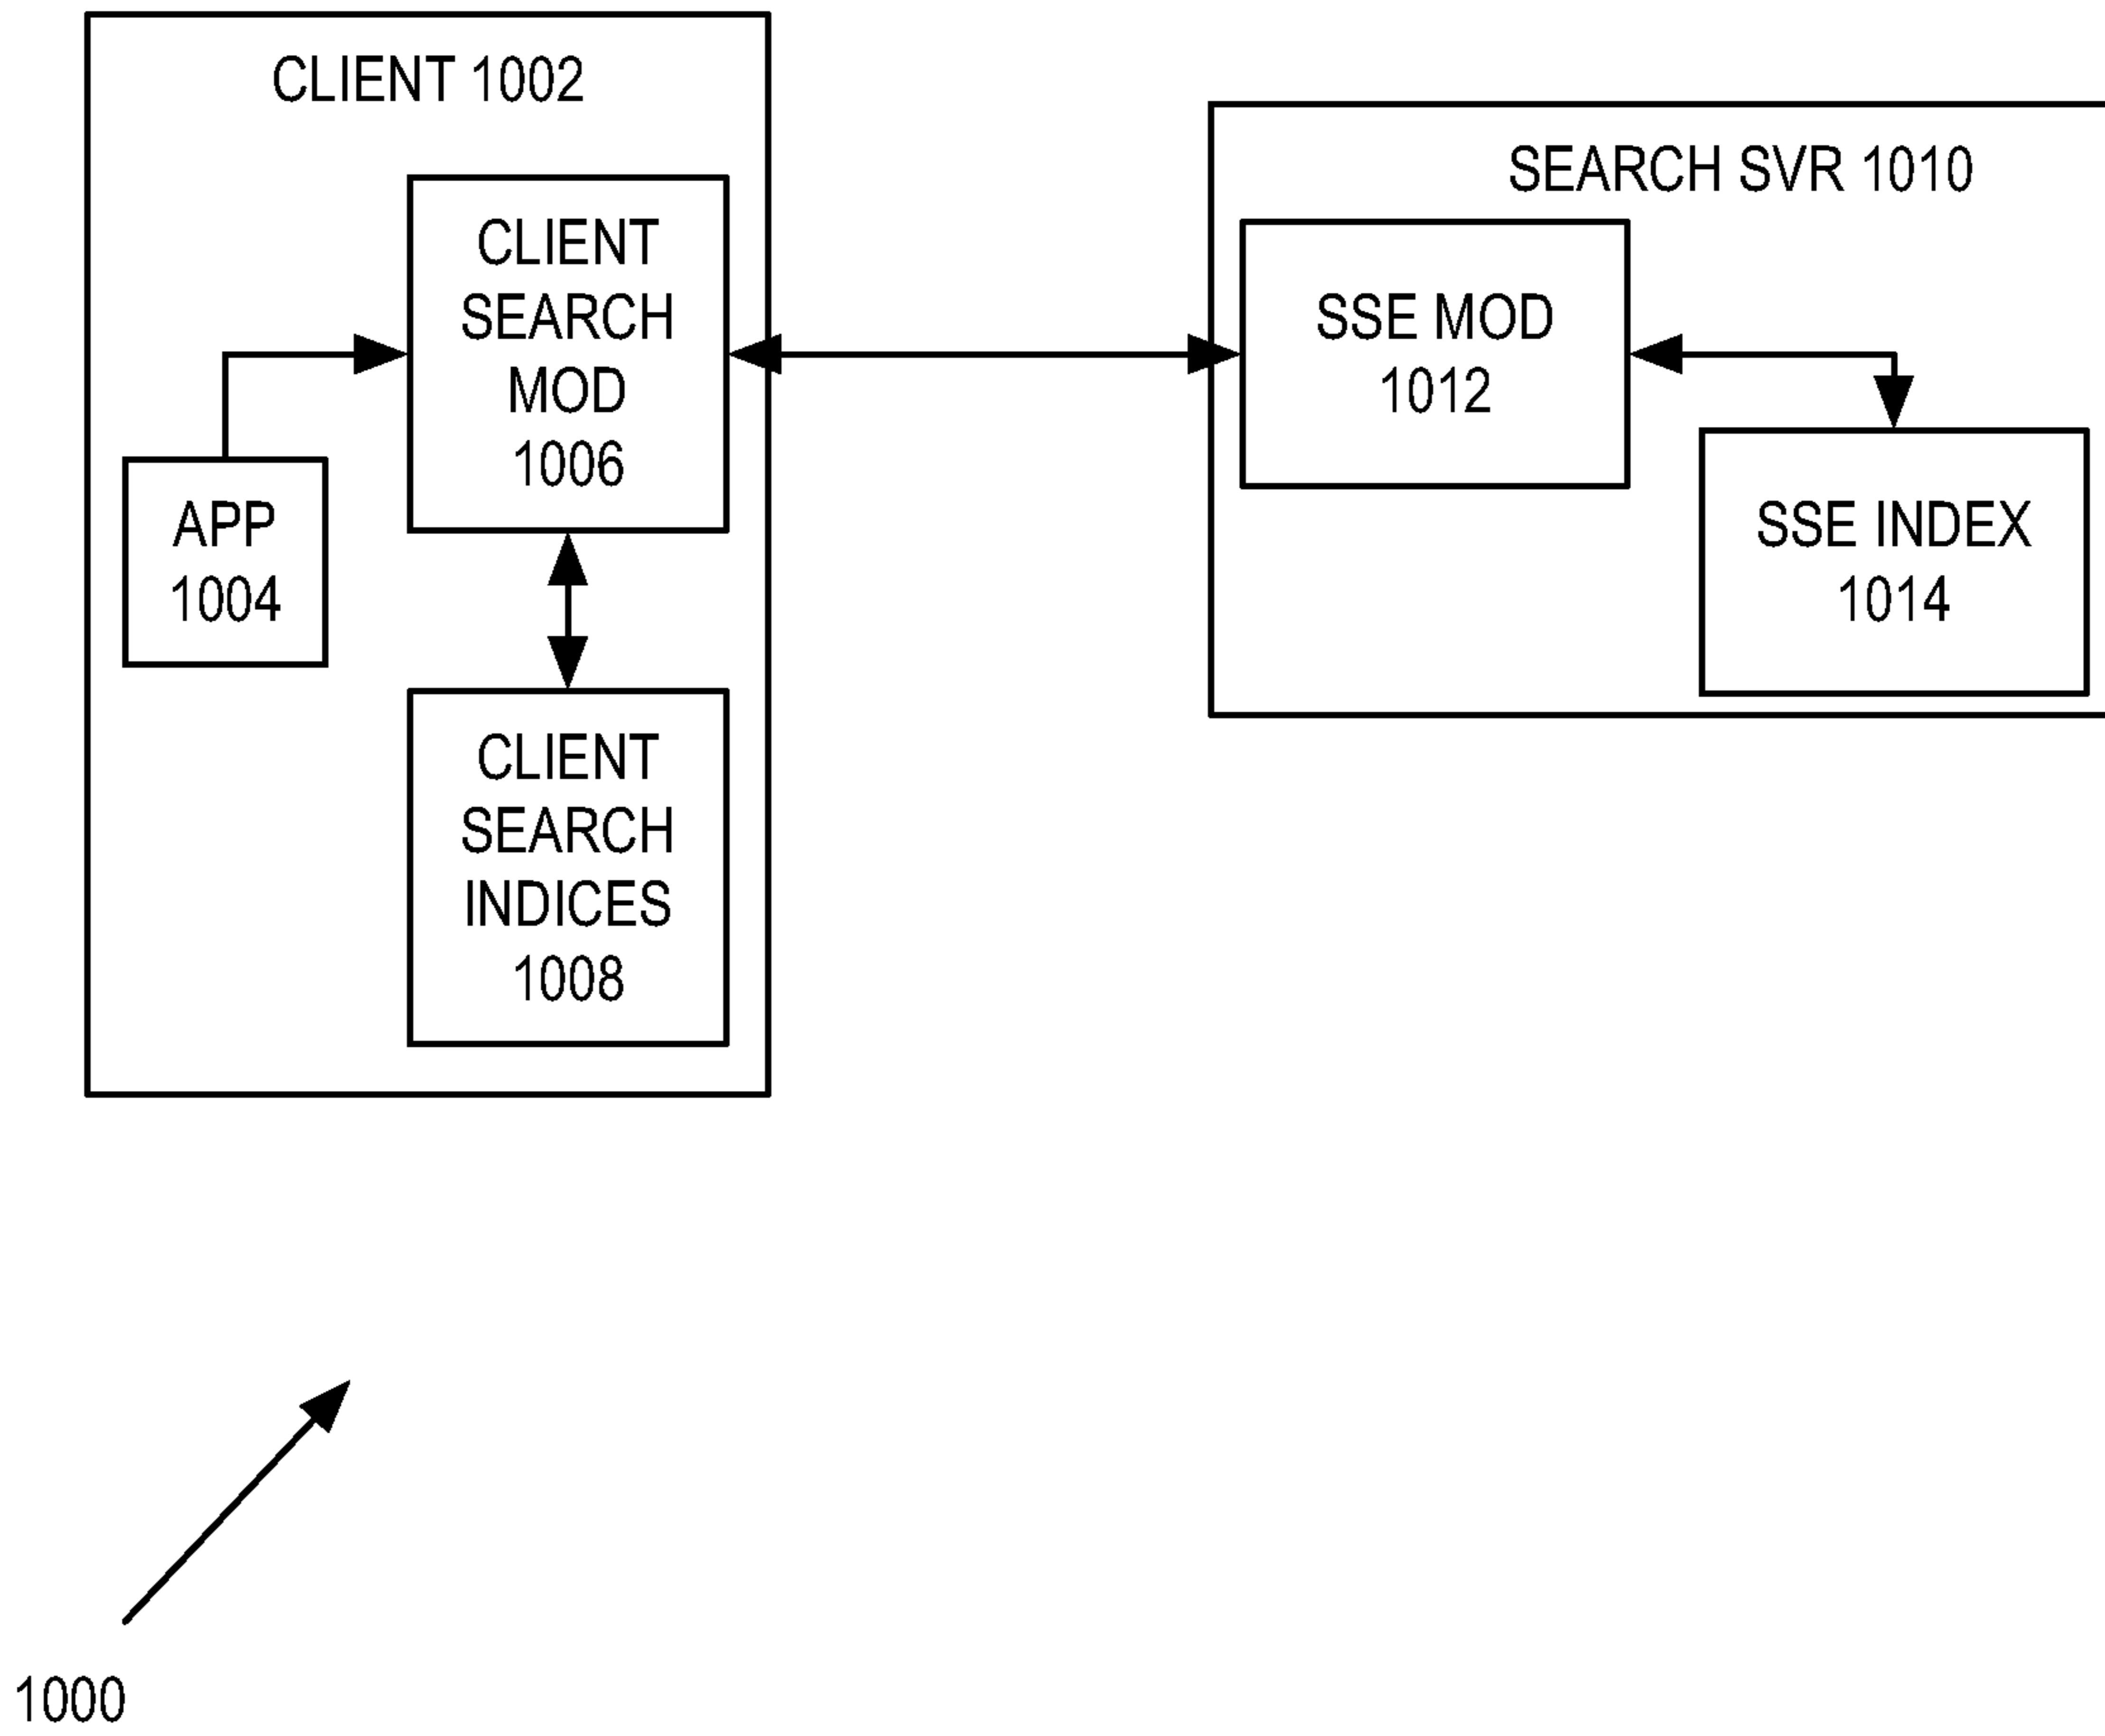 CLIENT 1002
CLIENT
SEARCH
MOD
1006
APP
1004
CLIENT
SEARCH
INDICES
1008
SEARCH SVR 1010
SSE MOD
1012
SSE INDEX
1014
1000